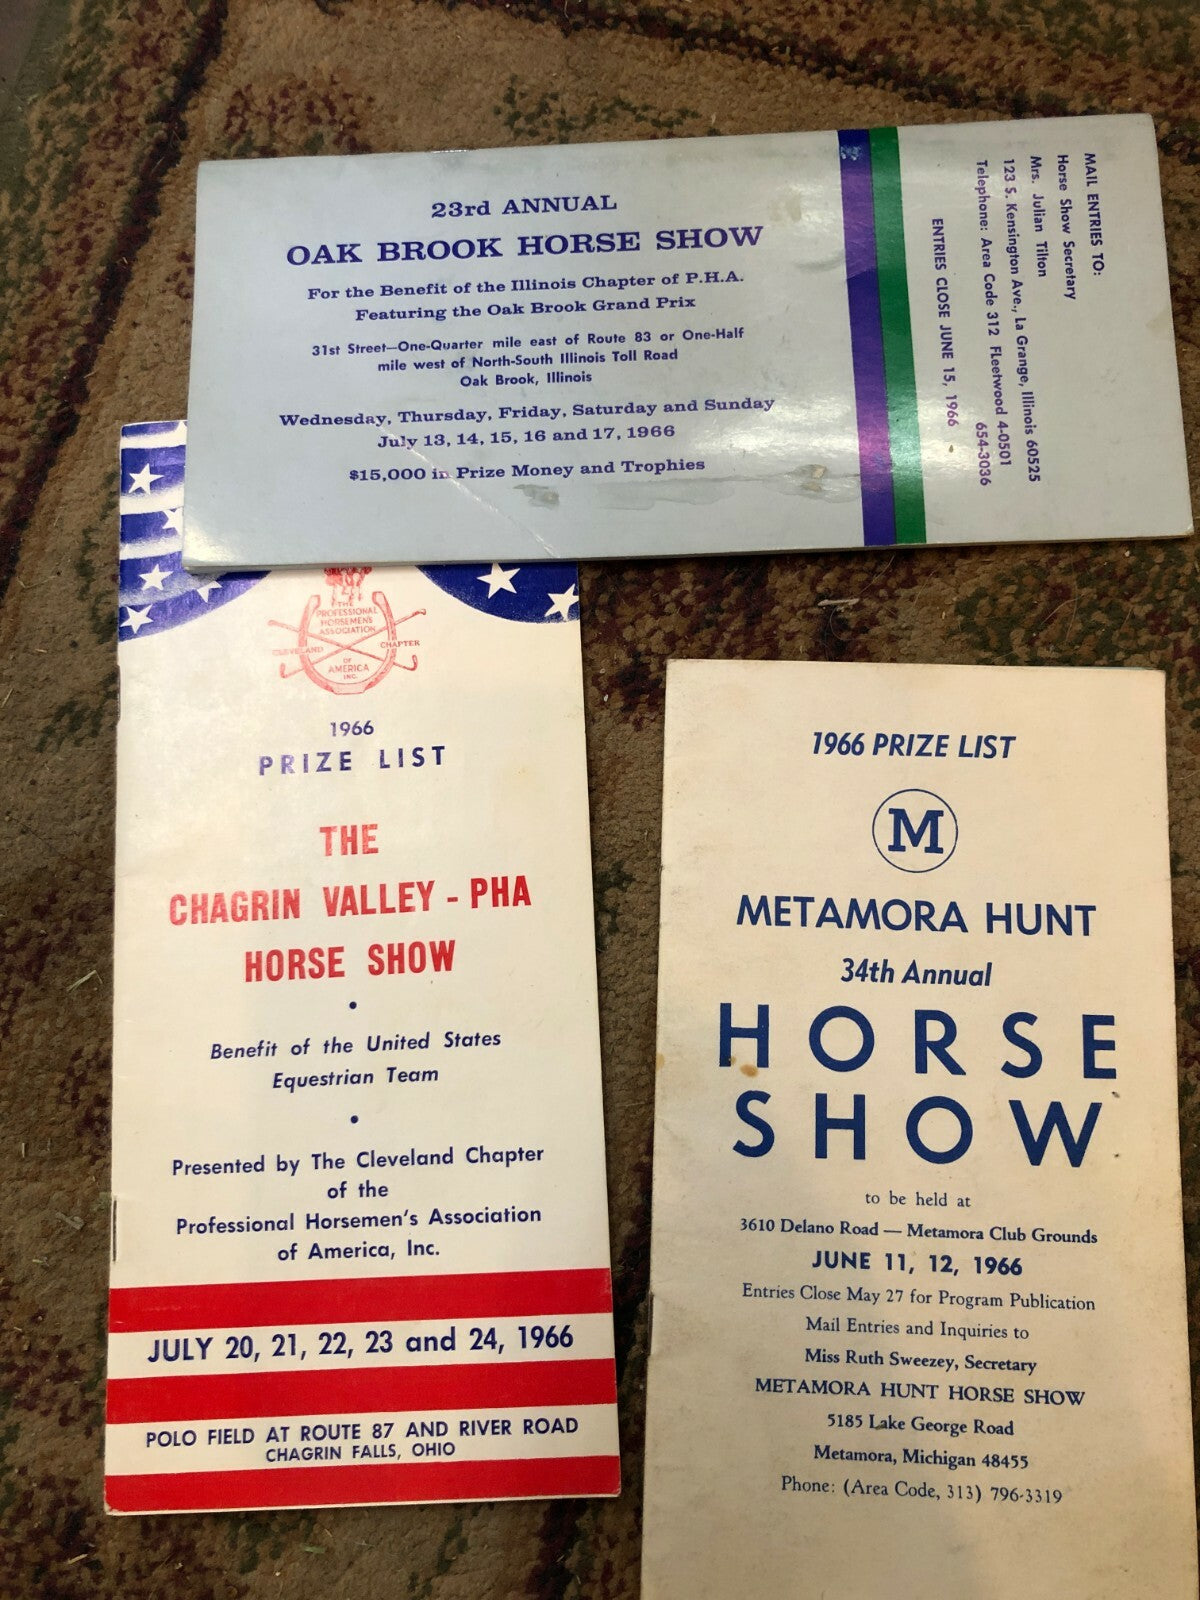 23rd ANNUAL
OAK BROOK HORSE SHOW
For the Benefit of the Illinois Chapter of P.H.A.
Featuring the Oak Brook Grand Prix
31st Street—One-Quarter mile east of Route 83 or One-Half
mile west of North-South Illinois Toll Road
Oak Brook, Illinois
Wednesday, Thursday, Friday, Saturday and Sunday
July 13, 14, 15, 16 and 17, 1966
$15,000 in Prize Money and Trophies
MAIL ENTRIES TO:
Horse Show Secretary
Mrs. Julian Tilton
123 S. Kensington Ave., La Grange, Illinois 60525
Telephone: Area Code 312 Fleetwood 4-0501
654-3036
ENTRIES CLOSE JUNE 15, 1966
THE
PROFESSIONAL
HORSEMEN'S
ASSOCIATION
CLEVELAND CHAPTER
OF
AMERICA
INC.
1966
PRIZE LIST
THE
CHAGRIN VALLEY - PHA
HORSE SHOW
•
Benefit of the United States
Equestrian Team
•
Presented by The Cleveland Chapter
of the
Professional Horsemen's Association
of America, Inc.
JULY 20, 21, 22, 23 and 24, 1966
POLO FIELD AT ROUTE 87 AND RIVER ROAD
CHAGRIN FALLS, OHIO
1966 PRIZE LIST
M
METAMORA HUNT
34th Annual
HORSE
SHOW
to be held at
3610 Delano Road — Metamora Club Grounds
JUNE 11, 12, 1966
Entries Close May 27 for Program Publication
Mail Entries and Inquiries to
Miss Ruth Sweezey, Secretary
METAMORA HUNT HORSE SHOW
5185 Lake George Road
Metamora, Michigan 48455
Phone: (Area Code, 313) 796-3319